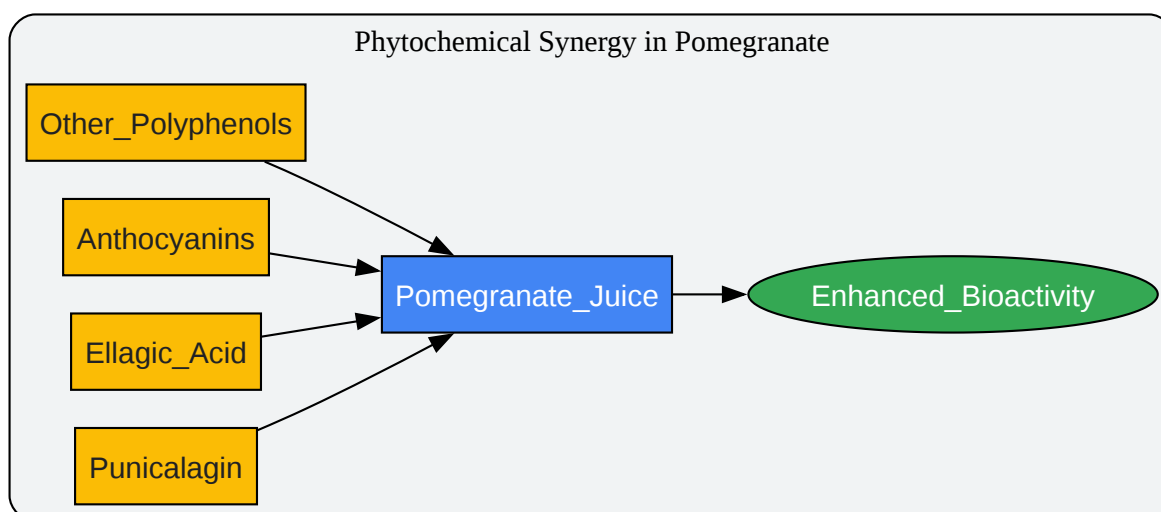 Phytochemical Synergy in Pomegranate
Other_Polyphenols
Anthocyanins
Pomegranate_Juice
Enhanced_Bioactivity
Ellagic_Acid
Punicalagin